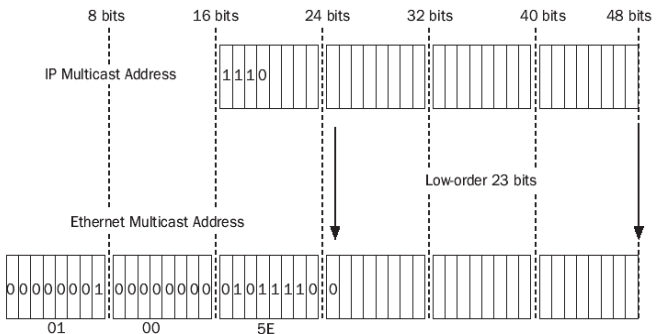 8 bits 16 bits 24 bits 32 bits 40 bits 48 bits
IP Multicast Address 1110
Low-order 23 bits
Ethernet Multicast Address
00000001 00000000 01011110 0
01 00 5E